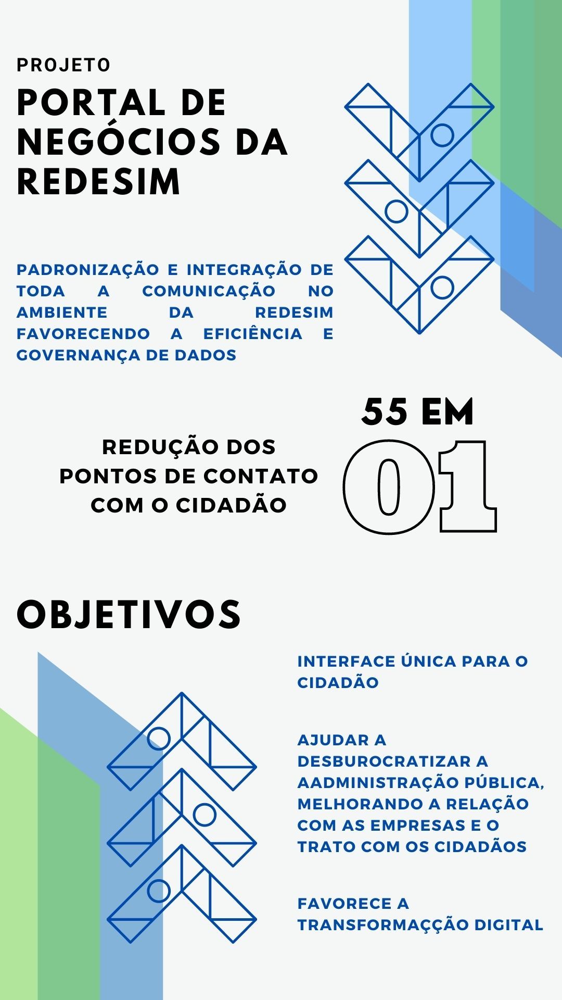 PROJETO
PORTAL DE
NEGÓCIOS DA
REDESIM
PADRONIZAÇÃO E INTEGRAÇÃO DE
TODA A COMUNICAÇÃO NO
AMBIENTE DA REDESIM
FAVORECENDO A EFICIÊNCIA E
GOVERNANÇA DE DADOS
REDUÇÃO DOS
PONTOS DE CONTATO
COM O CIDADÃO
55 EM
01
OBJETIVOS
INTERFACE ÚNICA PARA O
CIDADÃO
AJUDAR A
DESBUROCRATIZAR A
AADMINISTRAÇÃO PÚBLICA,
MELHORANDO A RELAÇÃO
COM AS EMPRESAS E O
TRATO COM OS CIDADÃOS
FAVORECE A
TRANSFORMAÇÇÃO DIGITAL